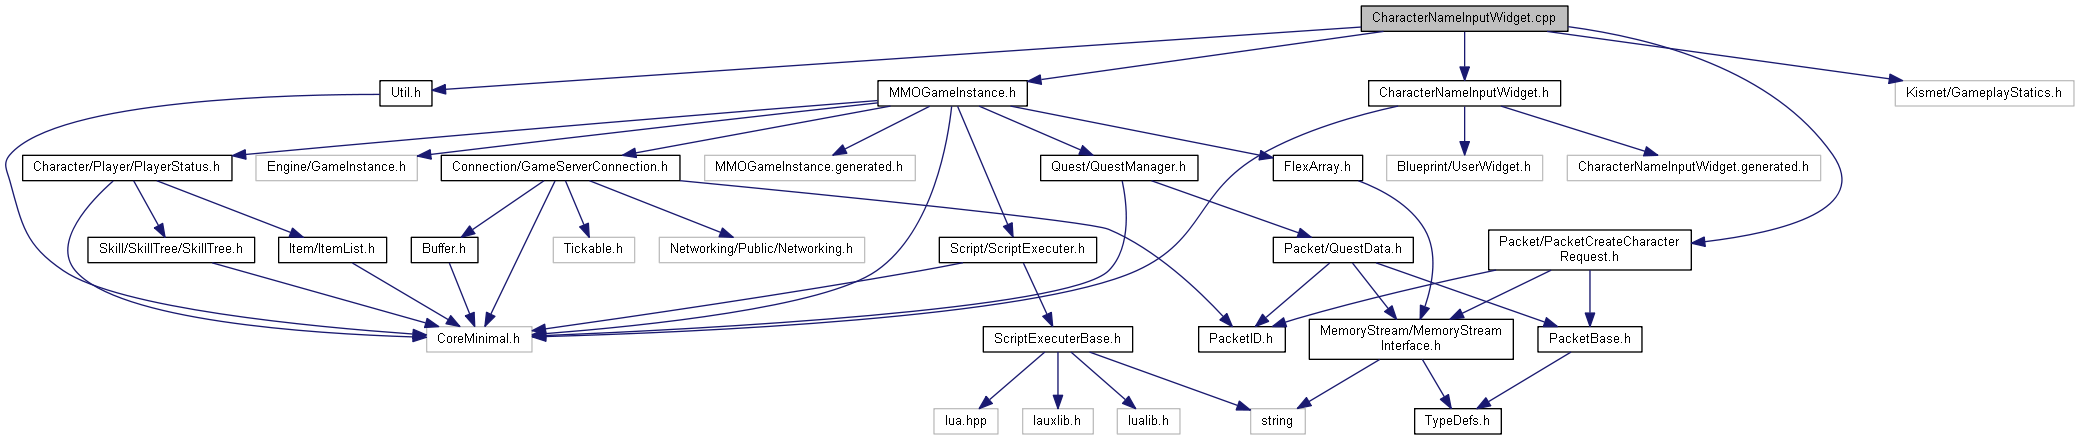 CharacterNameInputWidget.cpp
Util.h
MMOGameInstance.h
CharacterNameInputWidget.h
Kismet/GameplayStatics.h
Character/Player/PlayerStatus.h
Engine/GameInstance.h
Connection/GameServerConnection.h
MMOGameInstance.generated.h
Quest/QuestManager.h
FlexArray.h
Blueprint/UserWidget.h
CharacterNameInputWidget.generated.h
Skill/SkillTree/SkillTree.h
Item/ItemList.h
Buffer.h
Tickable.h
Networking/Public/Networking.h
Script/ScriptExecuter.h
Packet/QuestData.h
Packet/PacketCreateCharacter
Request.h
CoreMinimal.h
ScriptExecuterBase.h
PacketID.h
MemoryStream/MemoryStream
Interface.h
PacketBase.h
lua.hpp
lauxlib.h
lualib.h
string
TypeDefs.h